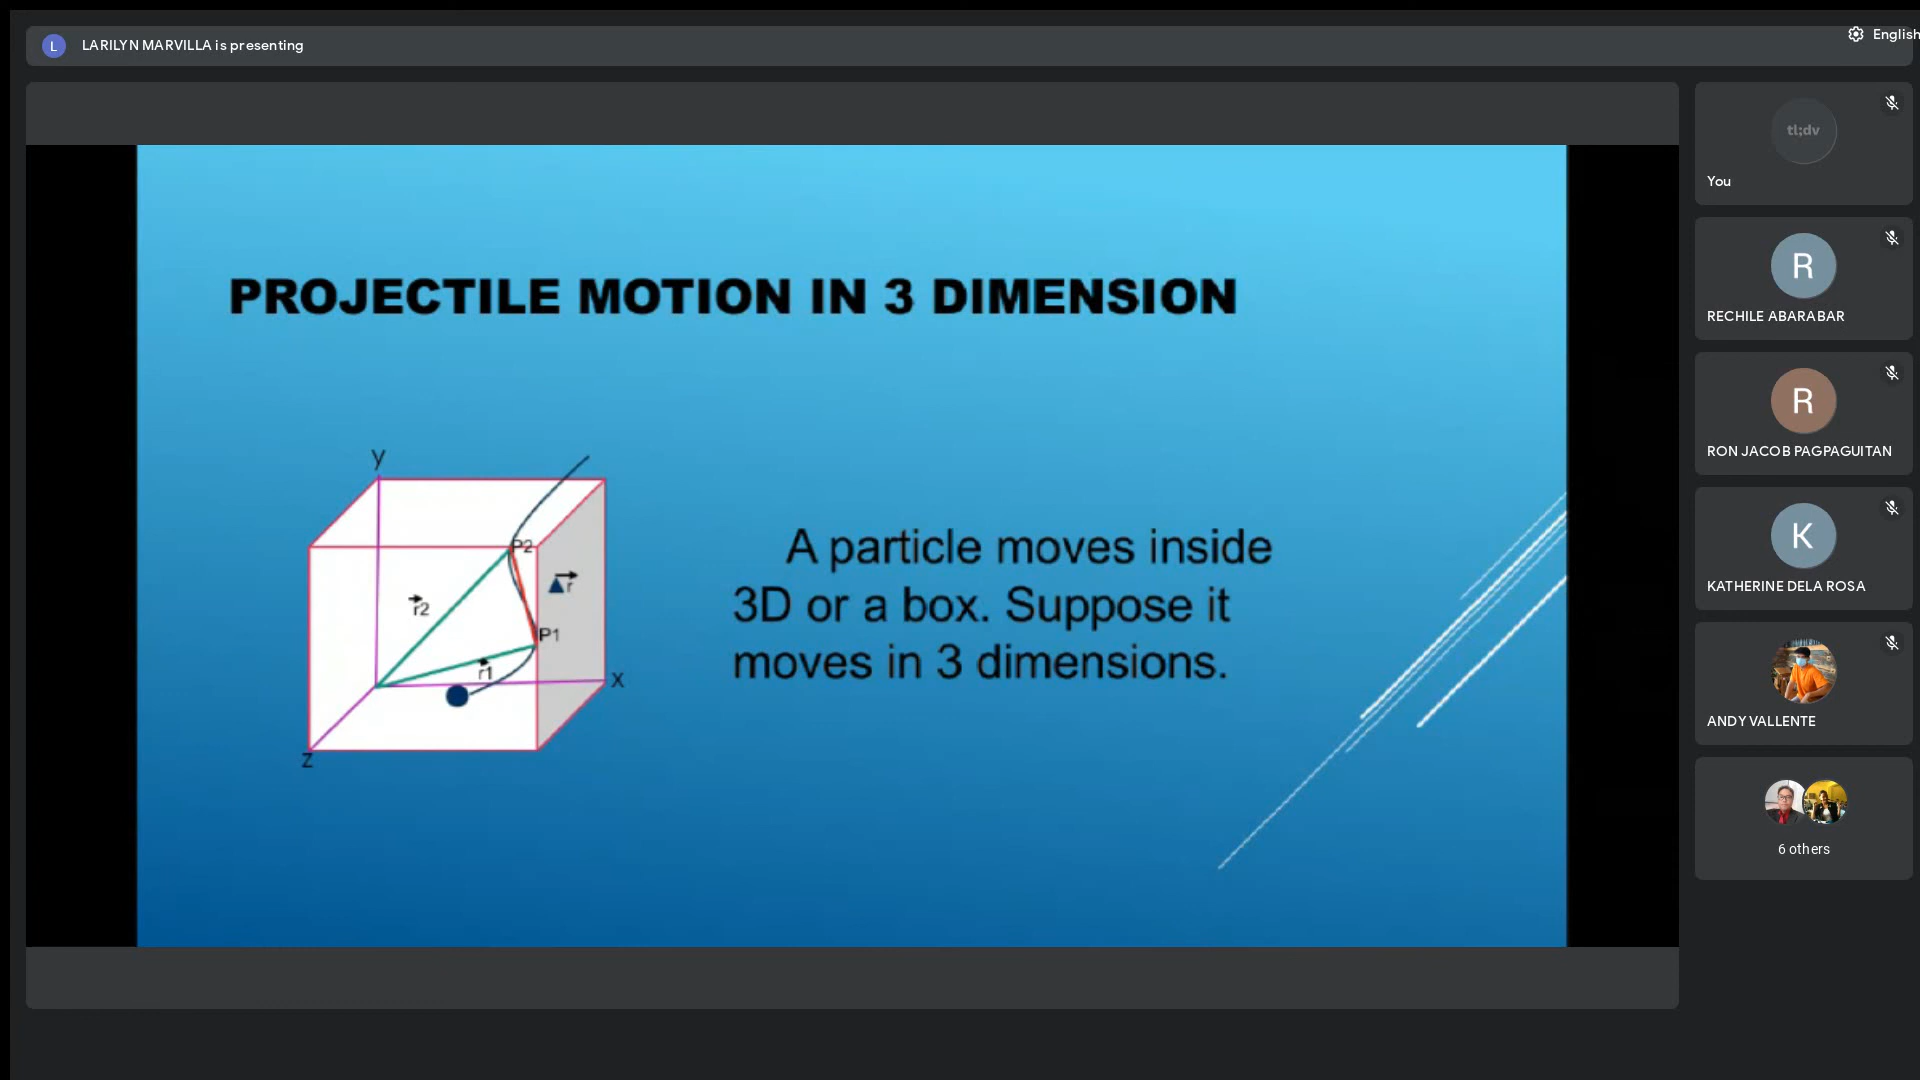 LARILYN MARVILLA is presenting
English
L
PROJECTILE MOTION IN 3 DIMENSION
y
P2
Δr
r2
P1
r1
x
z
A particle moves inside
3D or a box. Suppose it
moves in 3 dimensions.
tl;dv
You
R
RECHILE ABARABAR
R
RON JACOB PAGPAGUITAN
K
KATHERINE DELA ROSA
ANDY VALLENTE
6 others